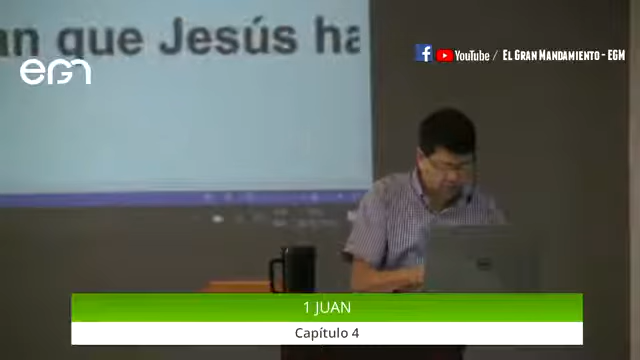 an que Jesús ha
EGM
YouTube / El Gran Mandamiento - EGM
1 JUAN
Capítulo 4